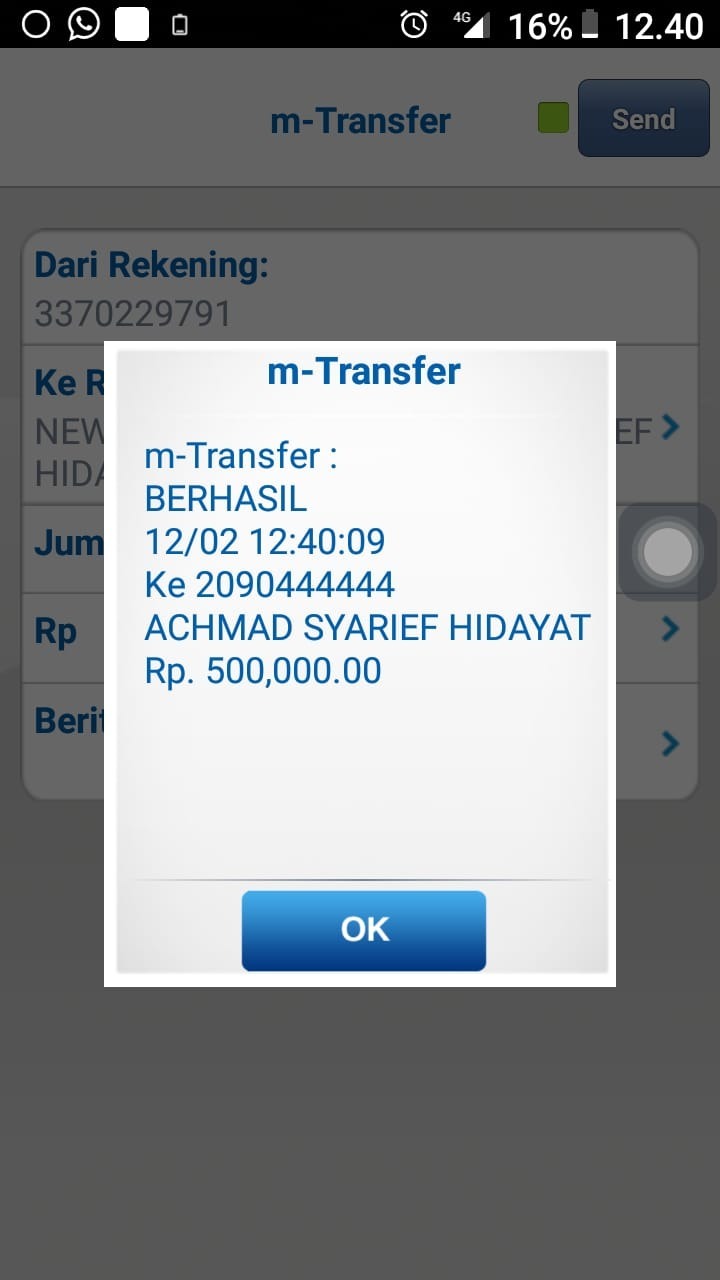 4G 16% 12.40
m-Transfer
Send
Dari Rekening:
3370229791
Ke R
NEW
EF
HIDA
Jum
Rp
Berit
m-Transfer
m-Transfer :
BERHASIL
12/02 12:40:09
Ke 2090444444
ACHMAD SYARIEF HIDAYAT
Rp. 500,000.00
OK